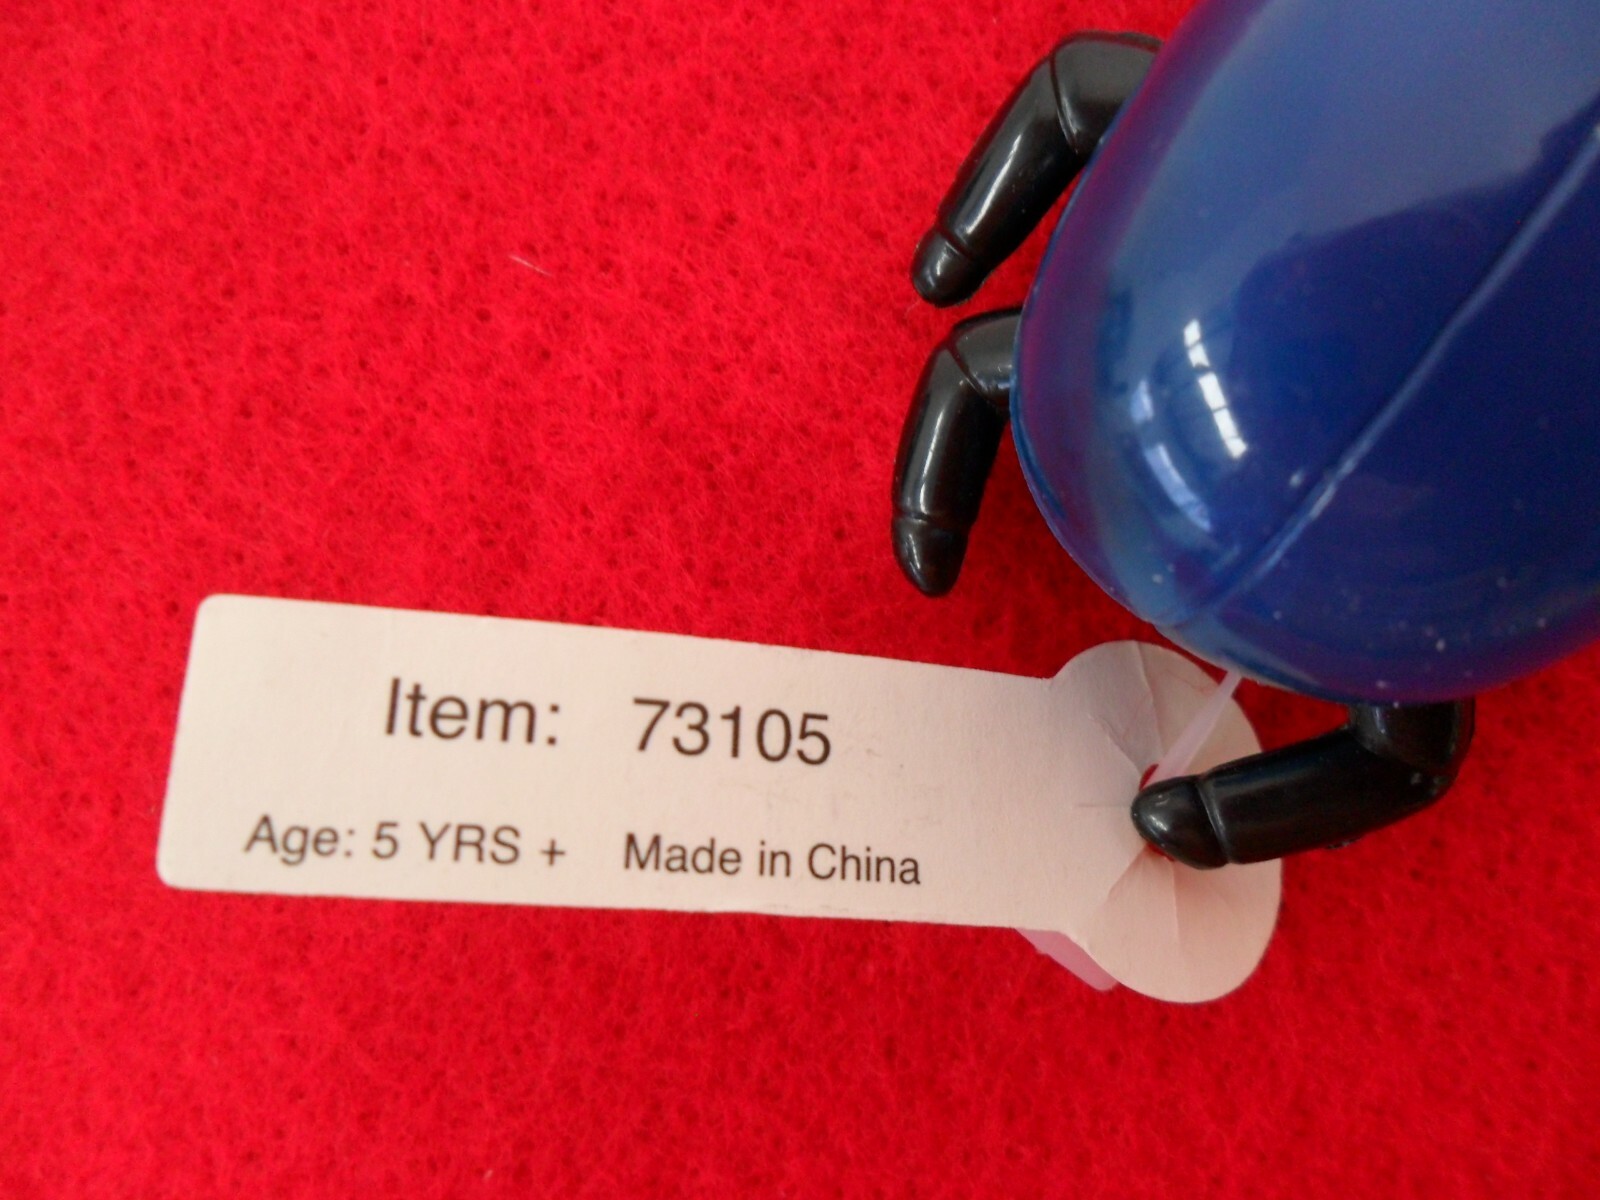 Item: 73105
Age: 5 YRS + Made in China